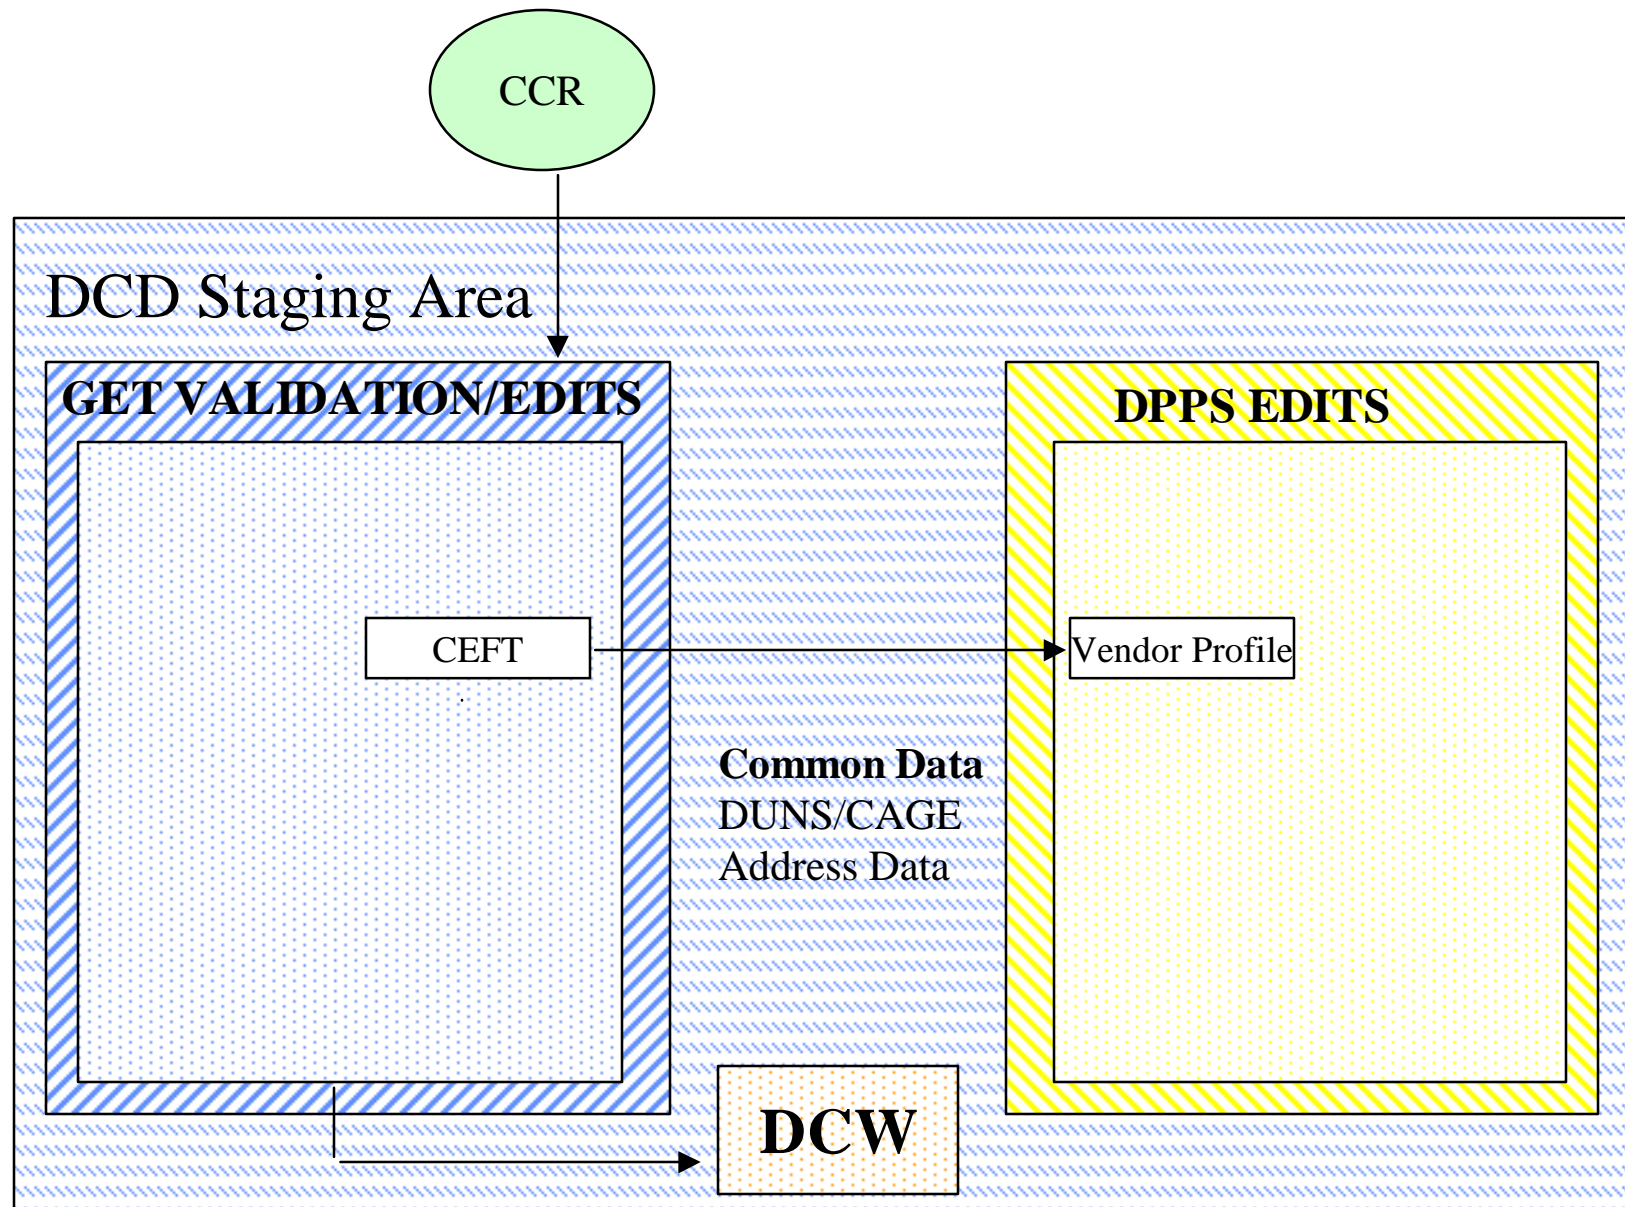 CCR
DCD Staging Area
GET VALIDATION/EDITS
DPPS EDITS
CEFT
Vendor Profile
Common Data
DUNS/CAGE
Address Data
DCW